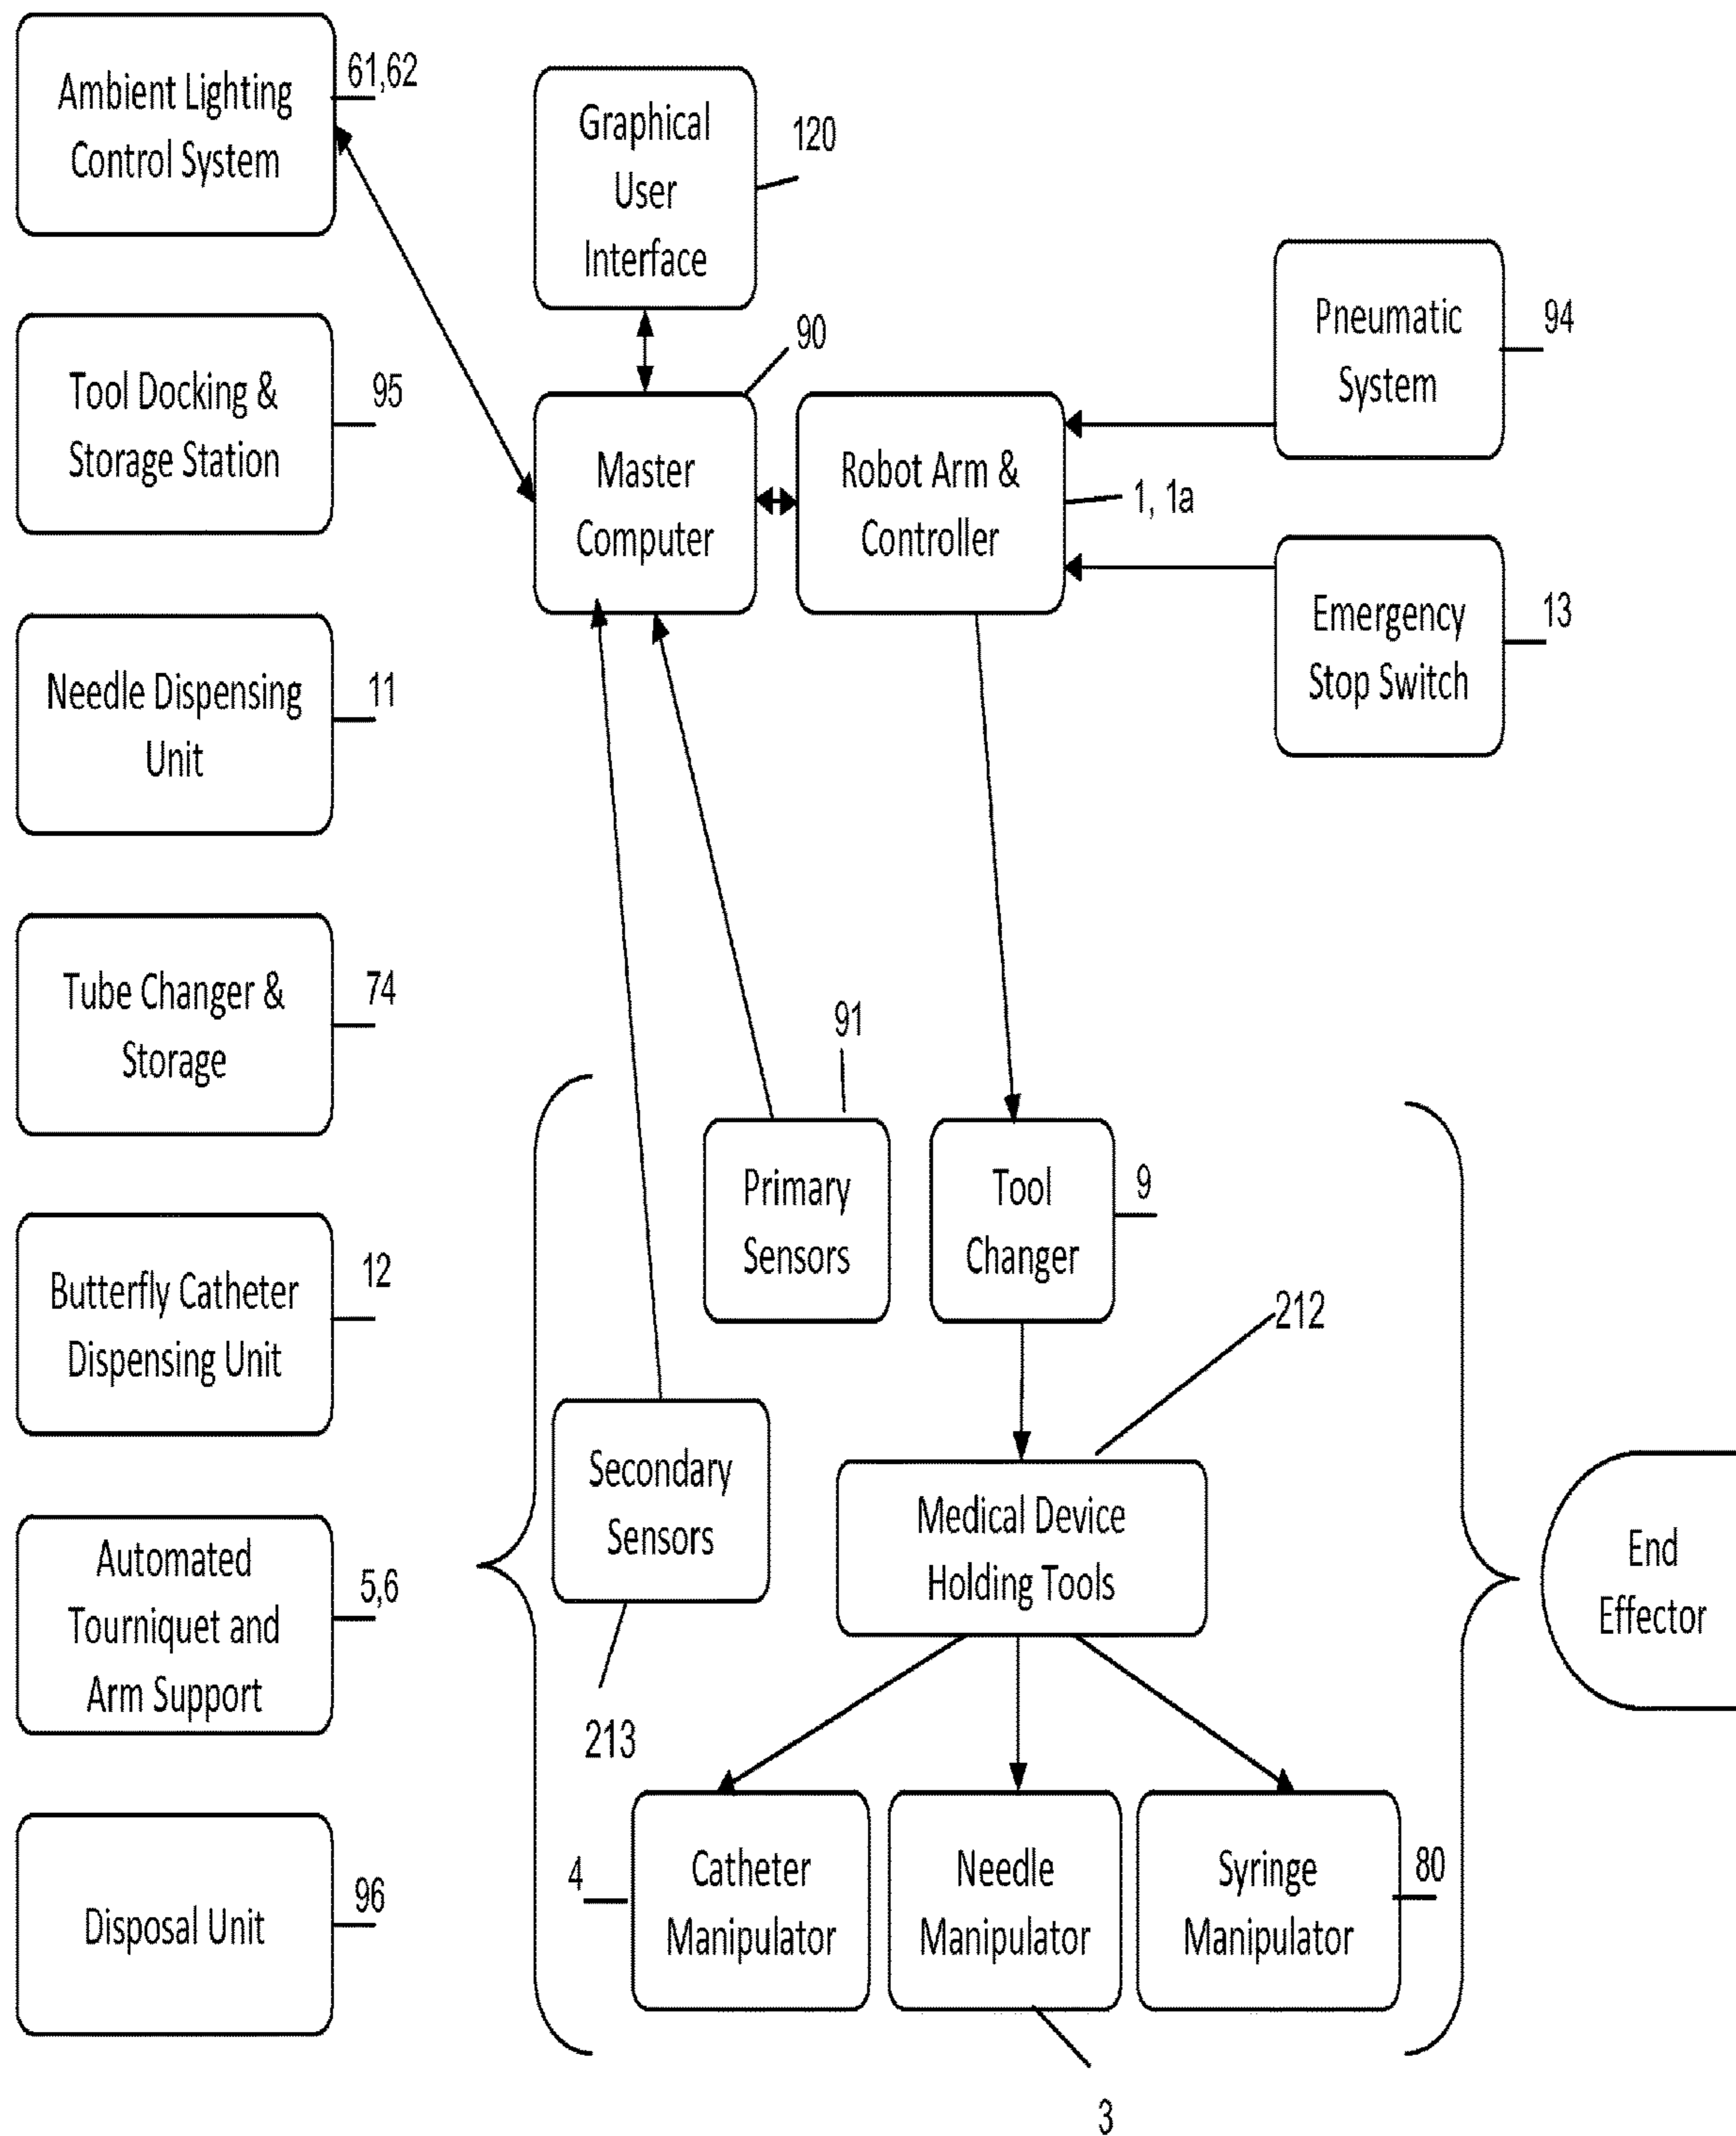 Ambient Lighting
Control System
61,62
Graphical
User
Interface
120
Pneumatic
System
94
Tool Docking &
Storage Station
95
90
Master
Computer
Robot Arm &
Controller
1, 1a
Emergency
Stop Switch
13
Needle Dispensing
Unit
11
Tube Changer &
Storage
74
91
Primary
Sensors
Tool
Changer
9
Butterfly Catheter
Dispensing Unit
12
212
Secondary
Sensors
213
Medical Device
Holding Tools
End
Effector
Automated
Tourniquet and
Arm Support
5,6
Disposal Unit
96
4
Catheter
Manipulator
Needle
Manipulator
Syringe
Manipulator
80
3